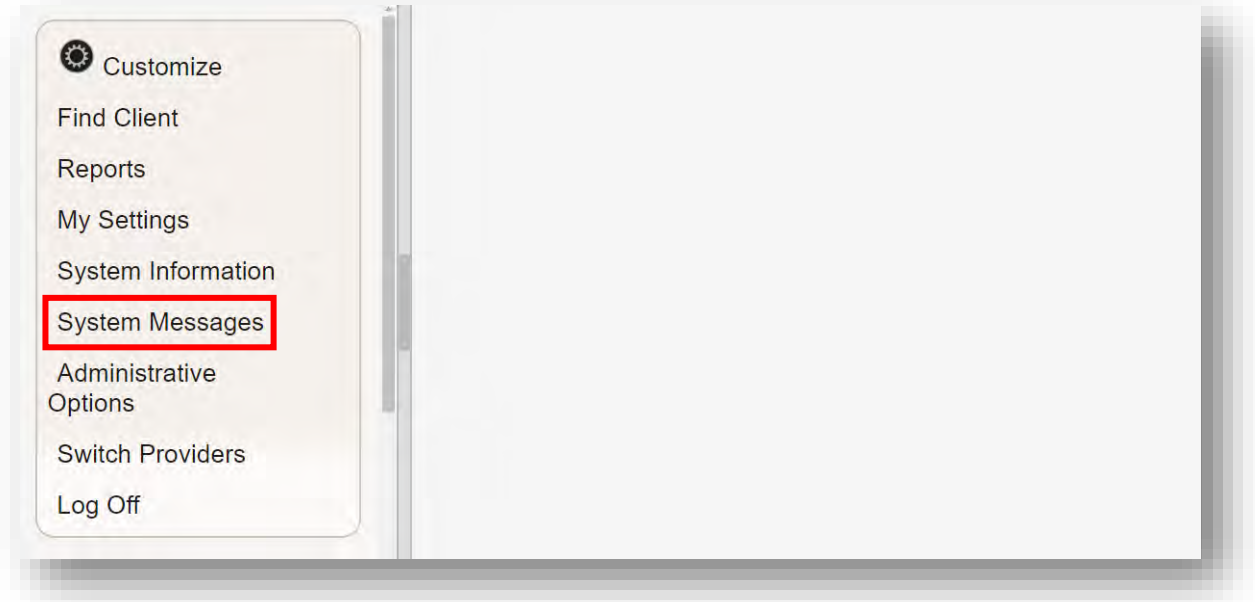 Customize
Find Client
Reports
My Settings
System Information
System Messages
Administrative
Options
Switch Providers
Log Off